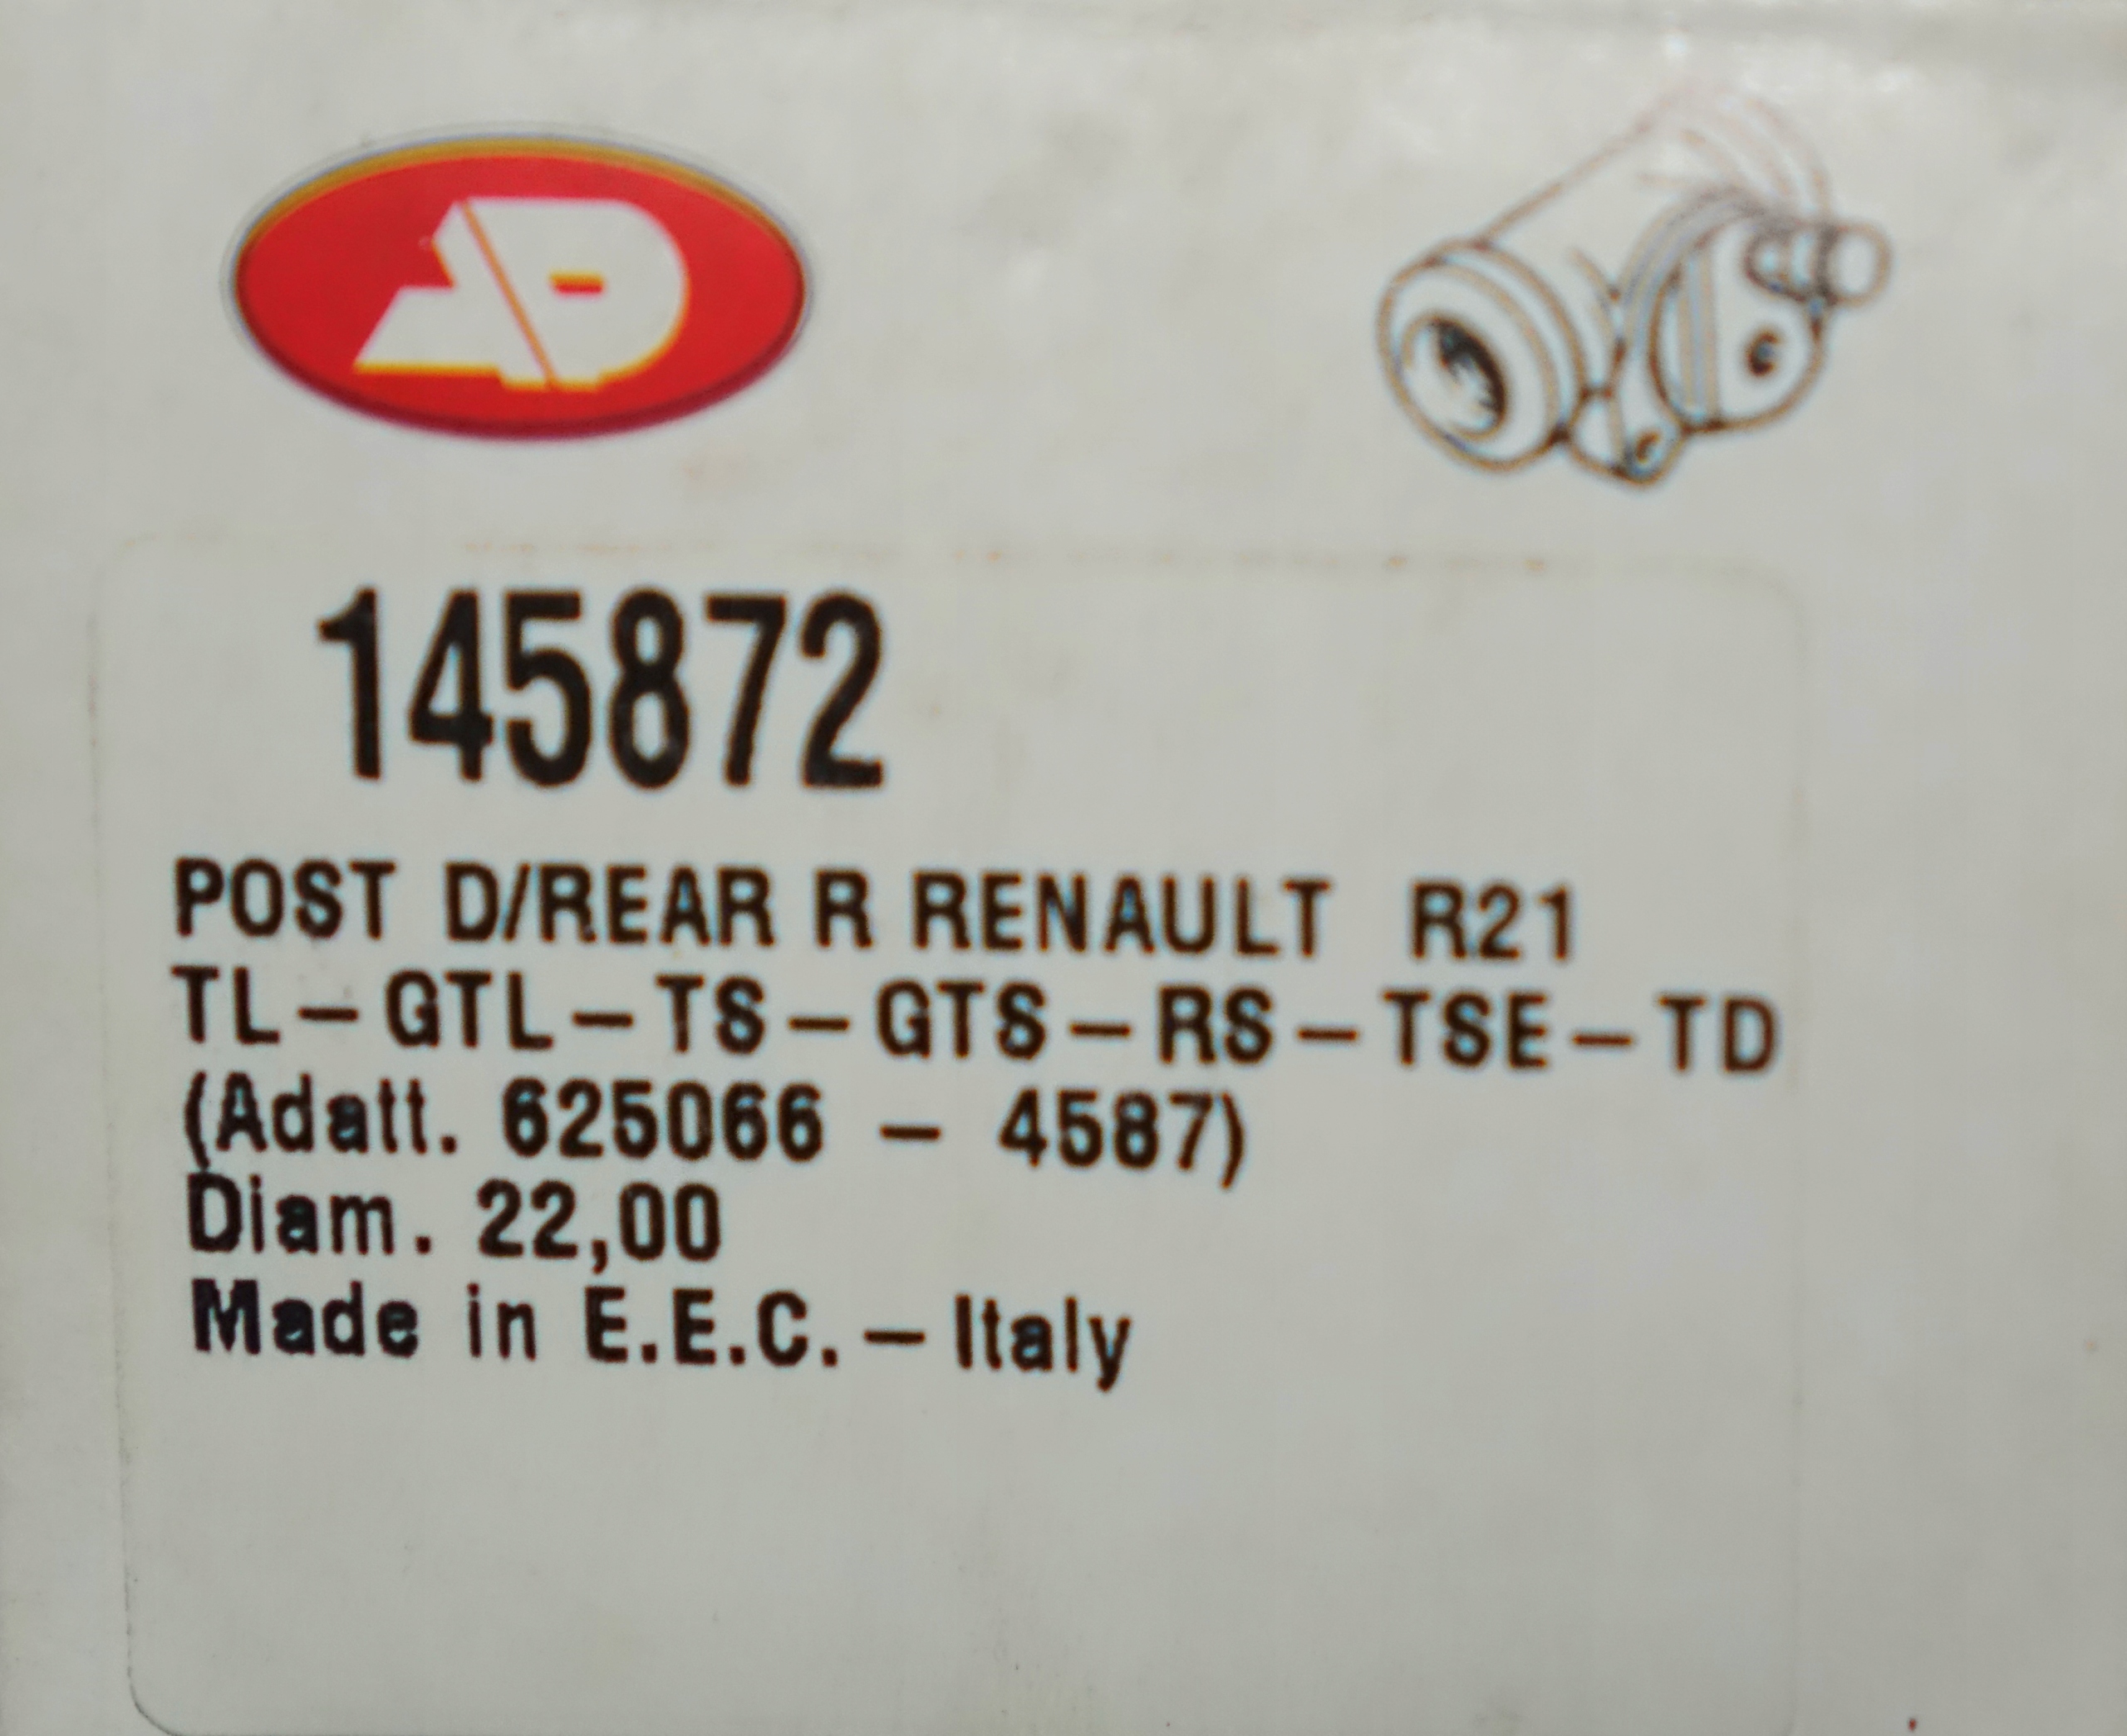 145872
POST D/REAR R RENAULT R21
TL-GTL-TS-GTS-RS-TSE-TD
(Adatt. 625066 - 4587)
Diam. 22,00
Made in E.E.C.-Italy